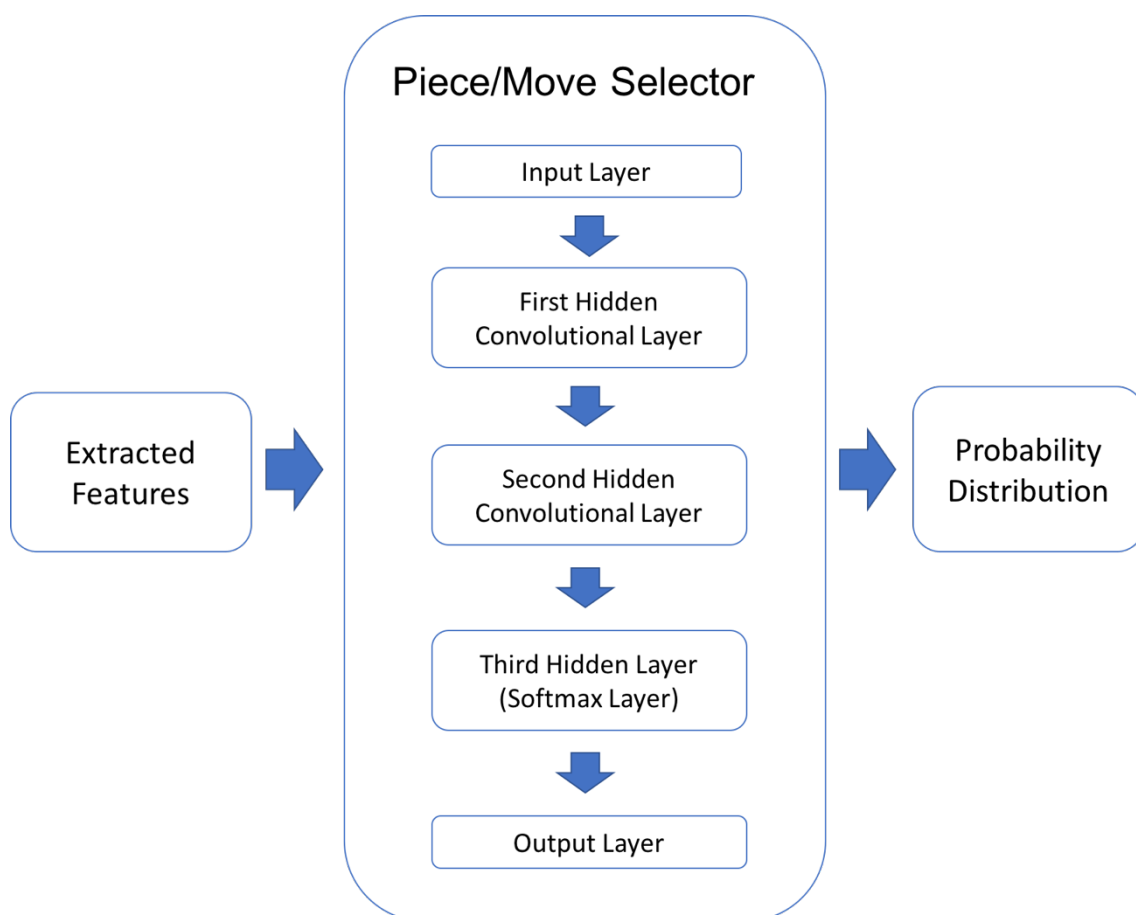 Piece/Move Selector
Input Layer
First Hidden
Convolutional Layer
Extracted
Features
Second Hidden
Convolutional Layer
Probability
Distribution
Third Hidden Layer
(Softmax Layer)
Output Layer